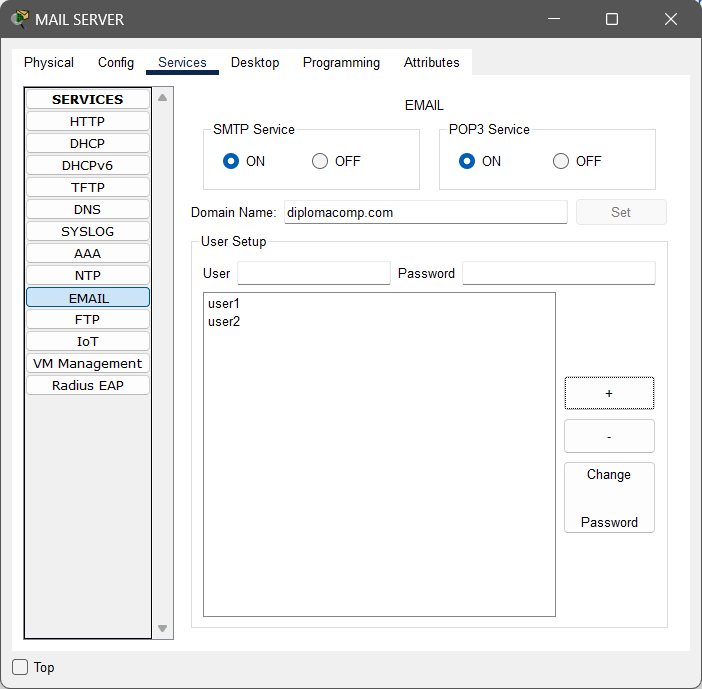 MAIL SERVER
Physical Config Services Desktop Programming Attributes
SERVICES
HTTP
DHCP
DHCPv6
TFTP
DNS
SYSLOG
AAA
NTP
EMAIL
FTP
IoT
VM Management
Radius EAP
EMAIL
SMTP Service
ON OFF
POP3 Service
ON OFF
Domain Name: diplomacomp.com Set
User Setup
User Password
user1
user2
+
-
Change
Password
Top